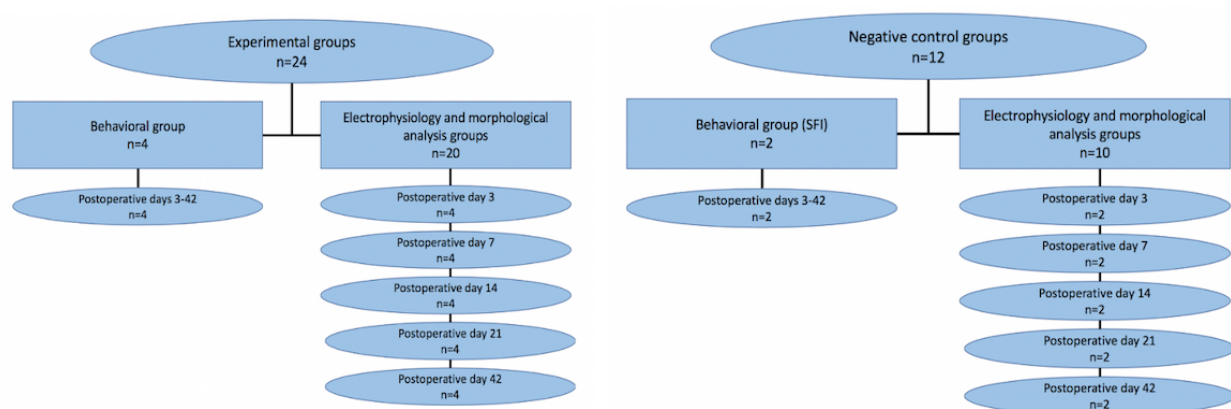 Experimental groups
n=24
Behavioral group
n=4
Electrophysiology and morphological
analysis groups
n=20
Postoperative days 3-42
n=4
Postoperative day 3
n=4
Postoperative day 7
n=4
Postoperative day 14
n=4
Postoperative day 21
n=4
Postoperative day 42
n=4
Negative control groups
n=12
Behavioral group (SFI)
n=2
Electrophysiology and morphological
analysis groups
n=10
Postoperative days 3-42
n=2
Postoperative day 3
n=2
Postoperative day 7
n=2
Postoperative day 14
n=2
Postoperative day 21
n=2
Postoperative day 42
n=2